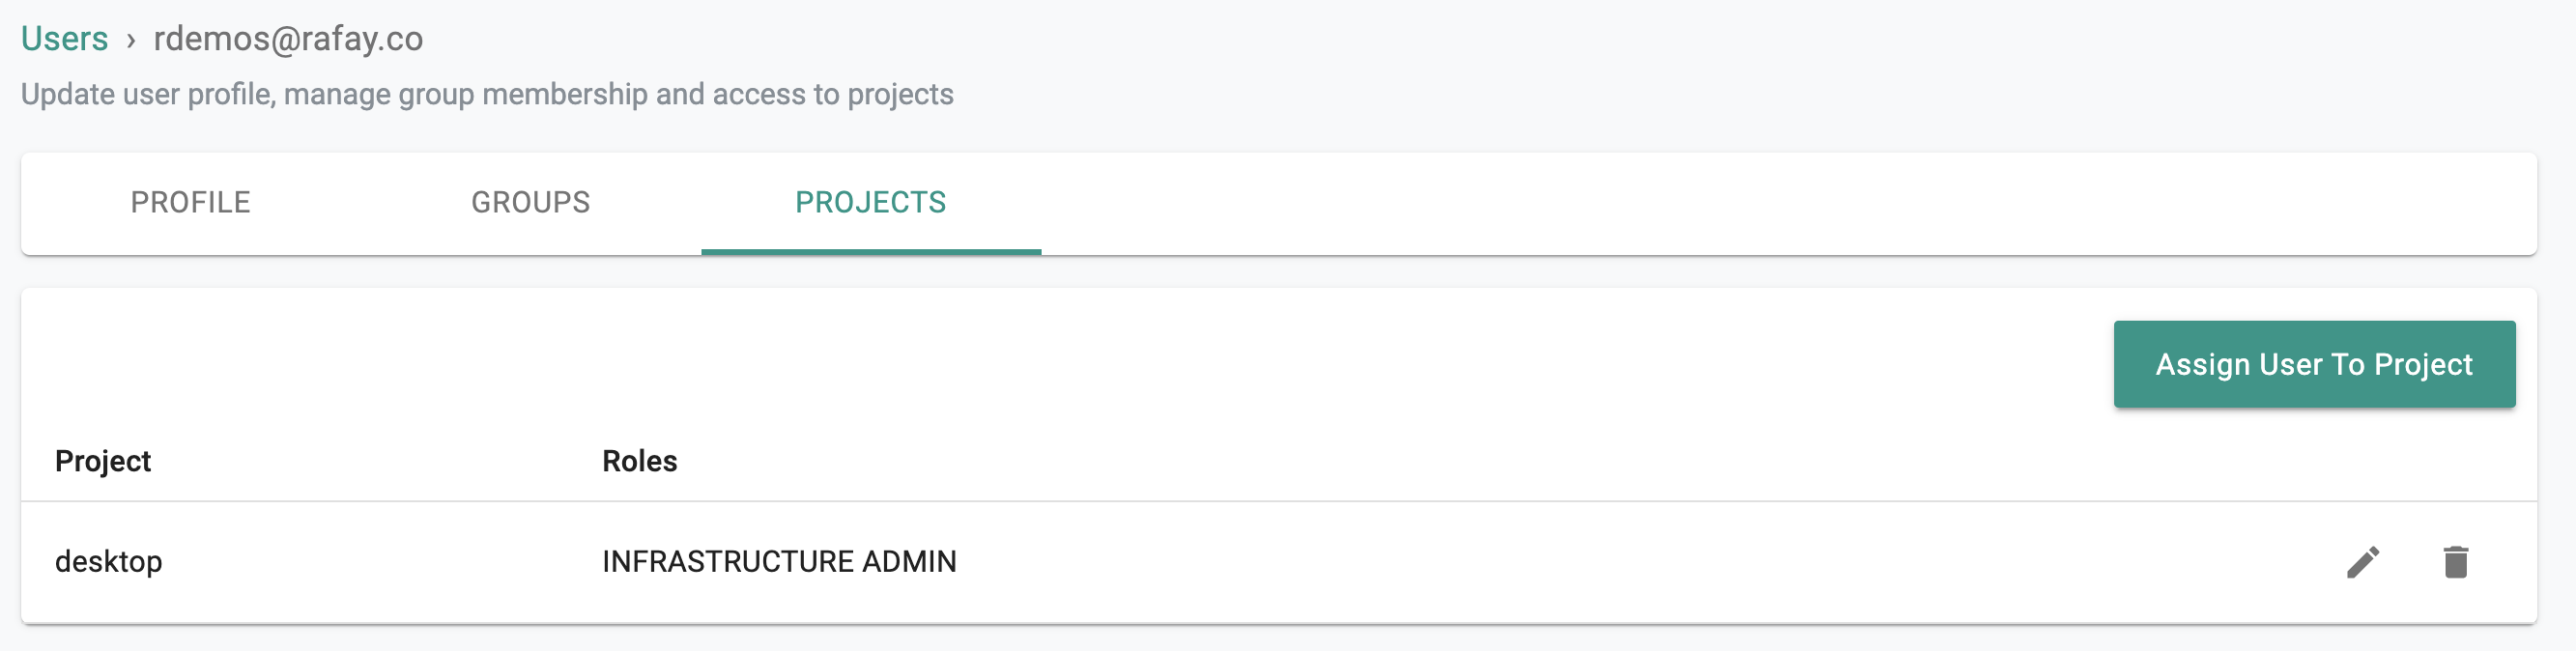 Users › rdemos@rafay.co
Update user profile, manage group membership and access to projects
PROFILE GROUPS PROJECTS
Assign User To Project
Project Roles
desktop INFRASTRUCTURE ADMIN